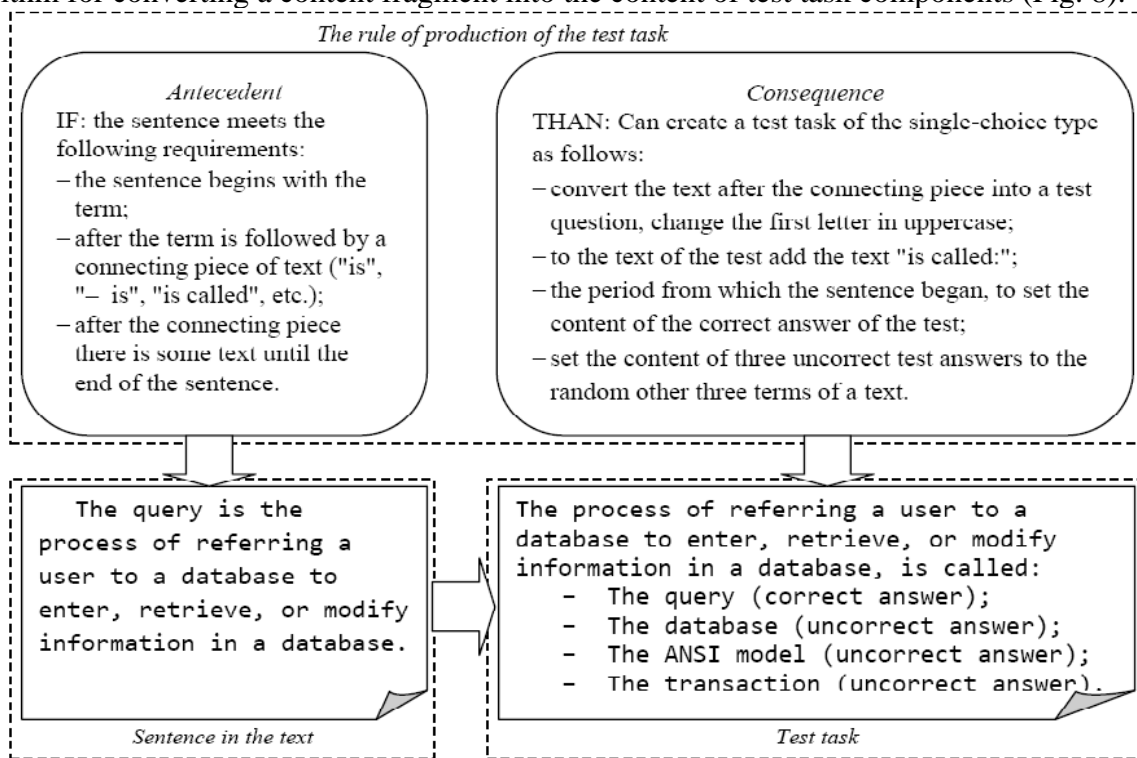 for converting a content fragment into the content of test task components (Fig. 8).
The rule of production of the test task
Antecedent
IF: the sentence meets the
following requirements:
– the sentence begins with the
term;
– after the term is followed by a
connecting piece of text ("is",
"– is", "is called", etc.);
– after the connecting piece
there is some text until the
end of the sentence.
Consequence
THAN: Can create a test task of the single-choice type
as follows:
– convert the text after the connecting piece into a test
question, change the first letter in uppercase;
– to the text of the test add the text "is called:";
– the period from which the sentence began, to set the
content of the correct answer of the test;
– set the content of three uncorrect test answers to the
random other three terms of a text.
The query is the
process of referring a
user to a database to
enter, retrieve, or modify
information in a database.
Sentence in the text
The process of referring a user to a
database to enter, retrieve, or modify
information in a database, is called:
– The query (correct answer);
– The database (uncorrect answer);
– The ANSI model (uncorrect answer);
– The transaction (uncorrect answer).
Test task